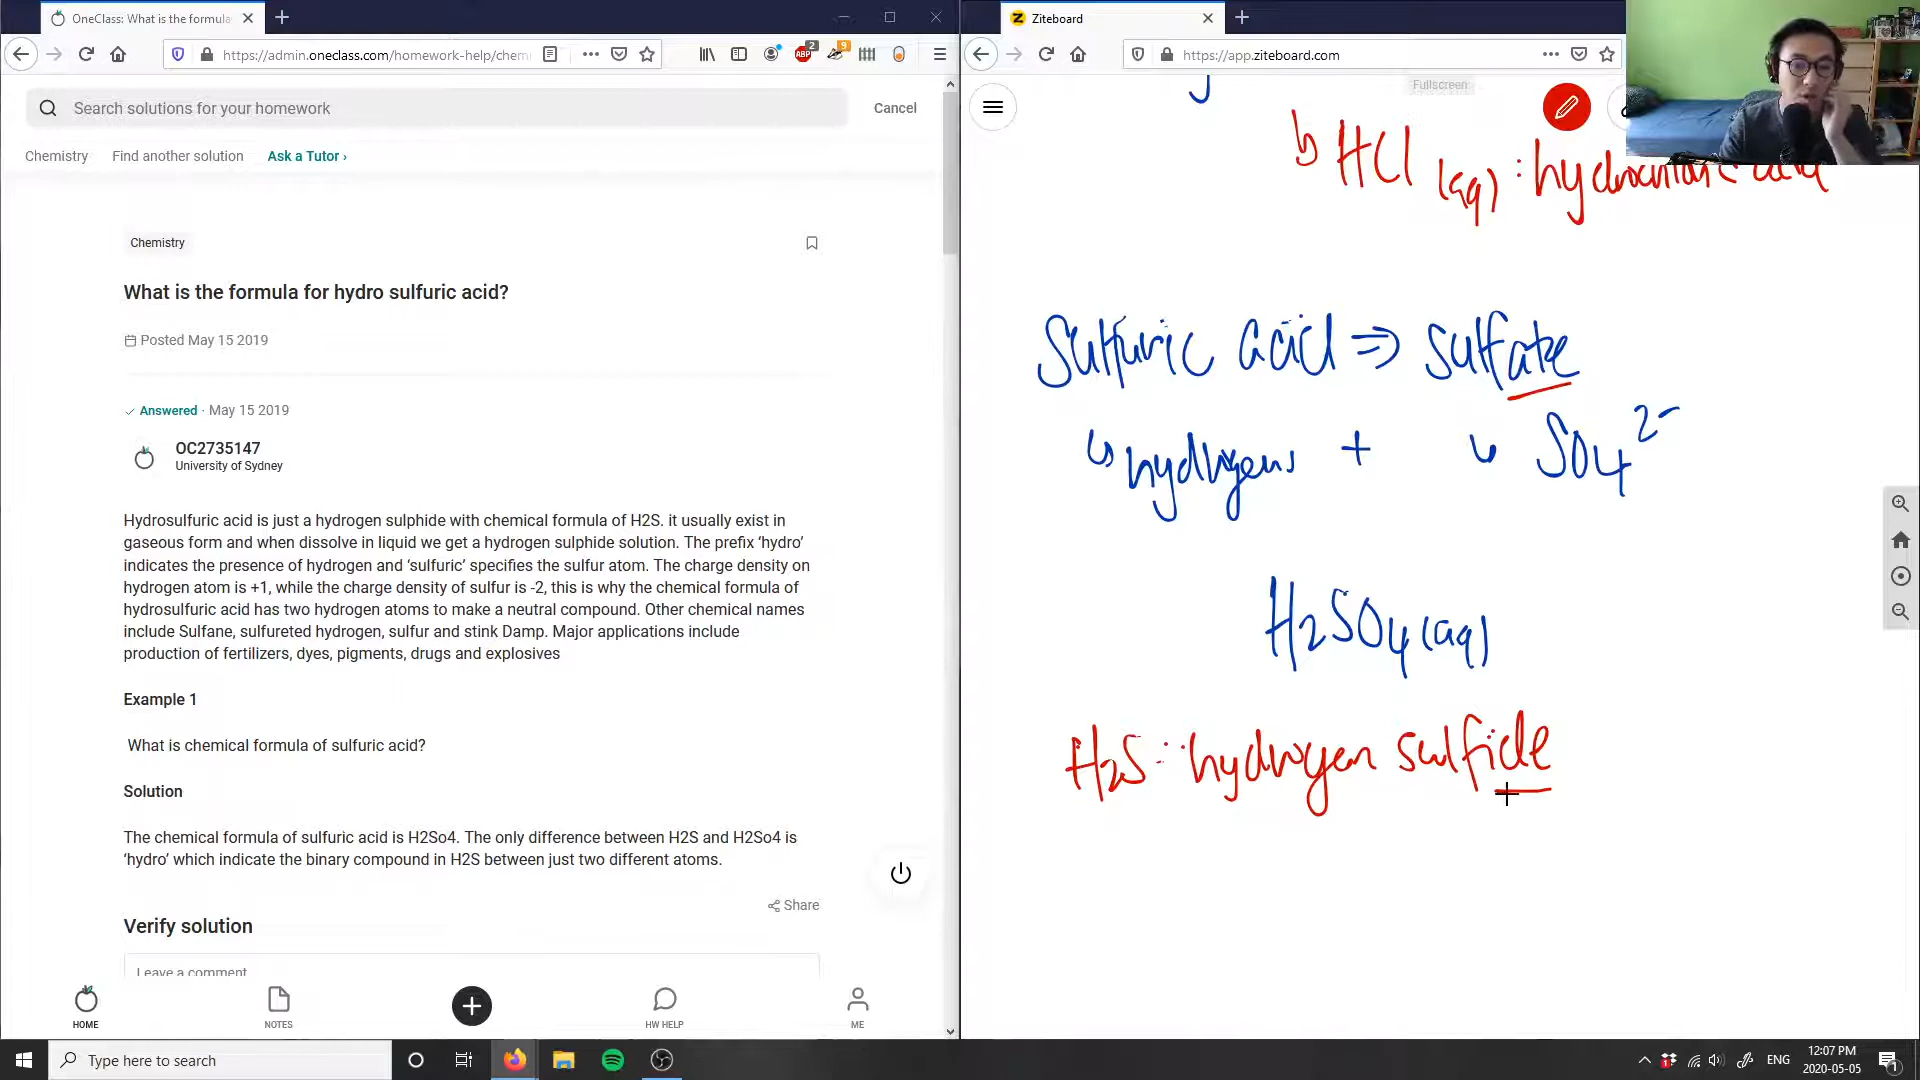 OneClass: What is the formula
https://admin.oneclass.com/homework-help/chemi
2
9
Search solutions for your homework
Cancel
Chemistry
Find another solution
Ask a Tutor ›
Chemistry
What is the formula for hydro sulfuric acid?
Posted May 15 2019
Answered · May 15 2019
OC2735147
University of Sydney
Hydrosulfuric acid is just a hydrogen sulphide with chemical formula of H2S. it usually exist in
gaseous form and when dissolve in liquid we get a hydrogen sulphide solution. The prefix ‘hydro’
indicates the presence of hydrogen and ‘sulfuric’ specifies the sulfur atom. The charge density on
hydrogen atom is +1, while the charge density of sulfur is -2, this is why the chemical formula of
hydrosulfuric acid has two hydrogen atoms to make a neutral compound. Other chemical names
include Sulfane, sulfureted hydrogen, sulfur and stink Damp. Major applications include
production of fertilizers, dyes, pigments, drugs and explosives
Example 1
What is chemical formula of sulfuric acid?
Solution
The chemical formula of sulfuric acid is H2So4. The only difference between H2S and H2So4 is
‘hydro’ which indicate the binary compound in H2S between just two different atoms.
Share
Verify solution
Leave a comment
HOME
NOTES
HW HELP
ME
Ziteboard
https://app.ziteboard.com
Fullscreen
HCl (aq) : hydrochloric acid
Sulfuric acid ⇒ sulfate
↳ hydrogens + ↳ SO4 2-
H2SO4 (aq)
H2S : hydrogen sulfide
Type here to search
ENG
12:07 PM
2020-05-05
1